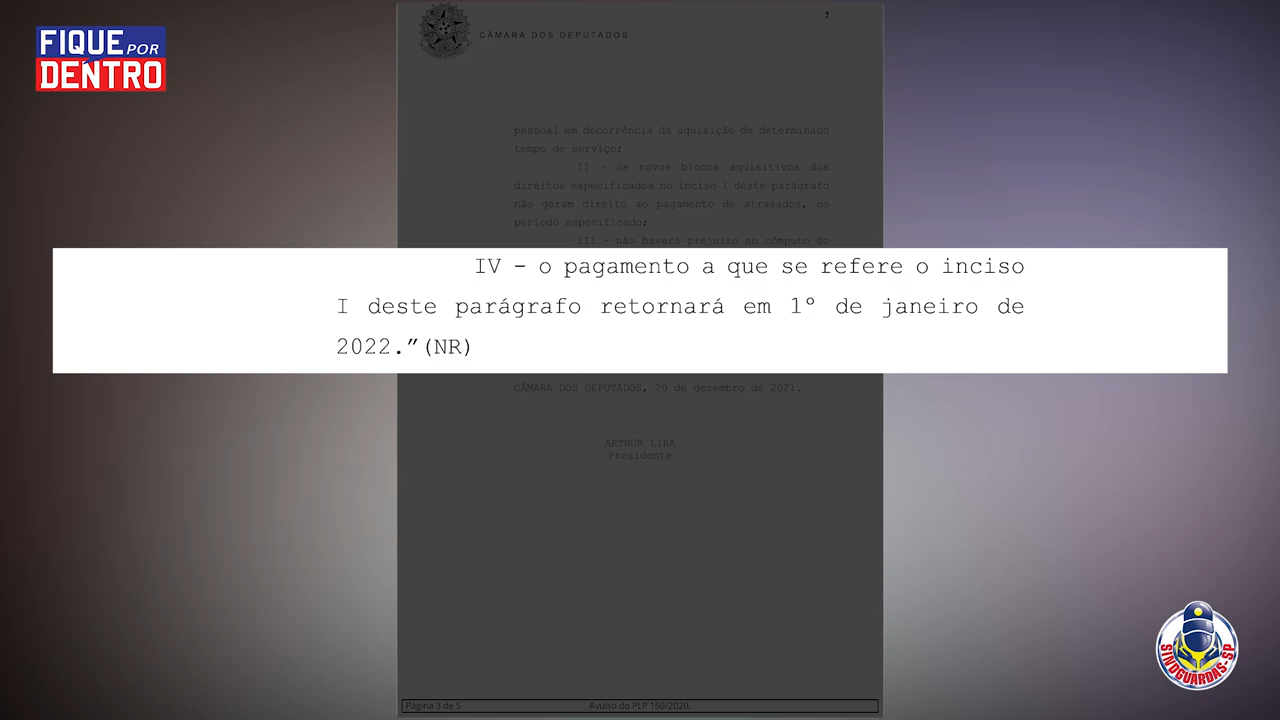 FIQUE POR
DENTRO
2
CÂMARA DOS DEPUTADOS
pessoal em decorrência da aquisição de determinado
tempo de serviço;
II - os novos blocos aquisitivos dos
direitos especificados no inciso I deste parágrafo
não geram direito ao pagamento de atrasados, no
período especificado;
III - não haverá prejuízo no cômputo do
IV - o pagamento a que se refere o inciso
I deste parágrafo retornará em 1º de janeiro de
2022.”(NR)
CÂMARA DOS DEPUTADOS, 20 de dezembro de 2021.
ARTHUR LIRA
Presidente
SINDGUARDAS-SP
Página 3 de 5
Avulso do PLP 150/2020.